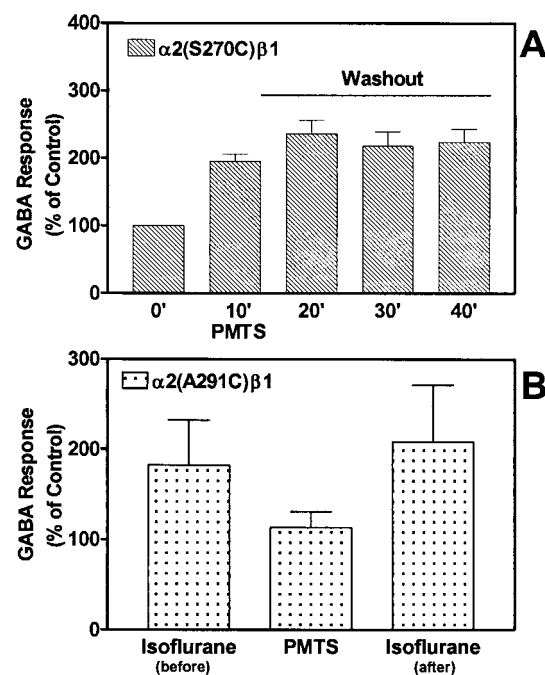 A
α2(S270C)β1
Washout
GABA Response
(% of Control)
400
300
200
100
0
0' 10' 20' 30' 40'
PMTS
B
α2(A291C)β1
GABA Response
(% of Control)
300
200
100
0
Isoflurane PMTS Isoflurane
(before) (after)